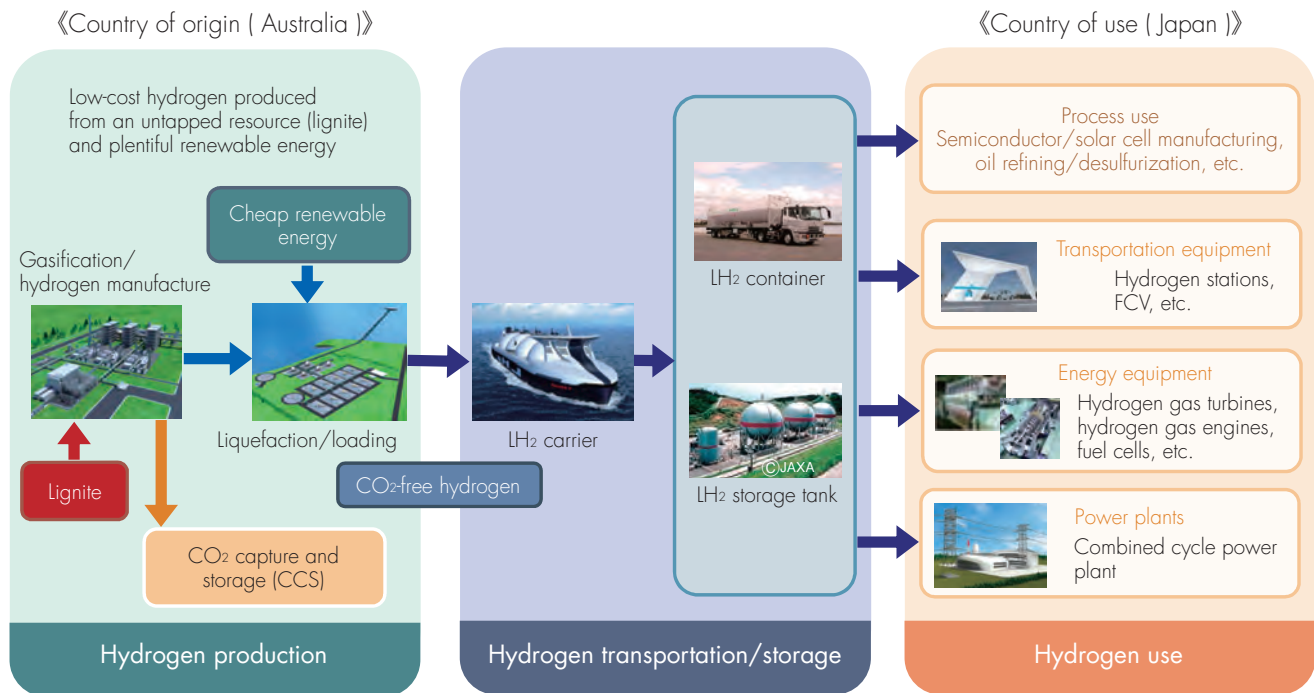 《Country of origin ( Australia )》
Low-cost hydrogen produced
from an untapped resource (lignite)
and plentiful renewable energy
Cheap renewable
energy
Gasification/
hydrogen manufacture
Liquefaction/loading
Lignite
CO₂ capture and
storage (CCS)
Hydrogen production
CO₂-free hydrogen
LH₂ carrier
LH₂ container
©JAXA
LH₂ storage tank
Hydrogen transportation/storage
《Country of use ( Japan )》
Process use
Semiconductor/solar cell manufacturing,
oil refining/desulfurization, etc.
Transportation equipment
Hydrogen stations,
FCV, etc.
Energy equipment
Hydrogen gas turbines,
hydrogen gas engines,
fuel cells, etc.
Power plants
Combined cycle power
plant
Hydrogen use